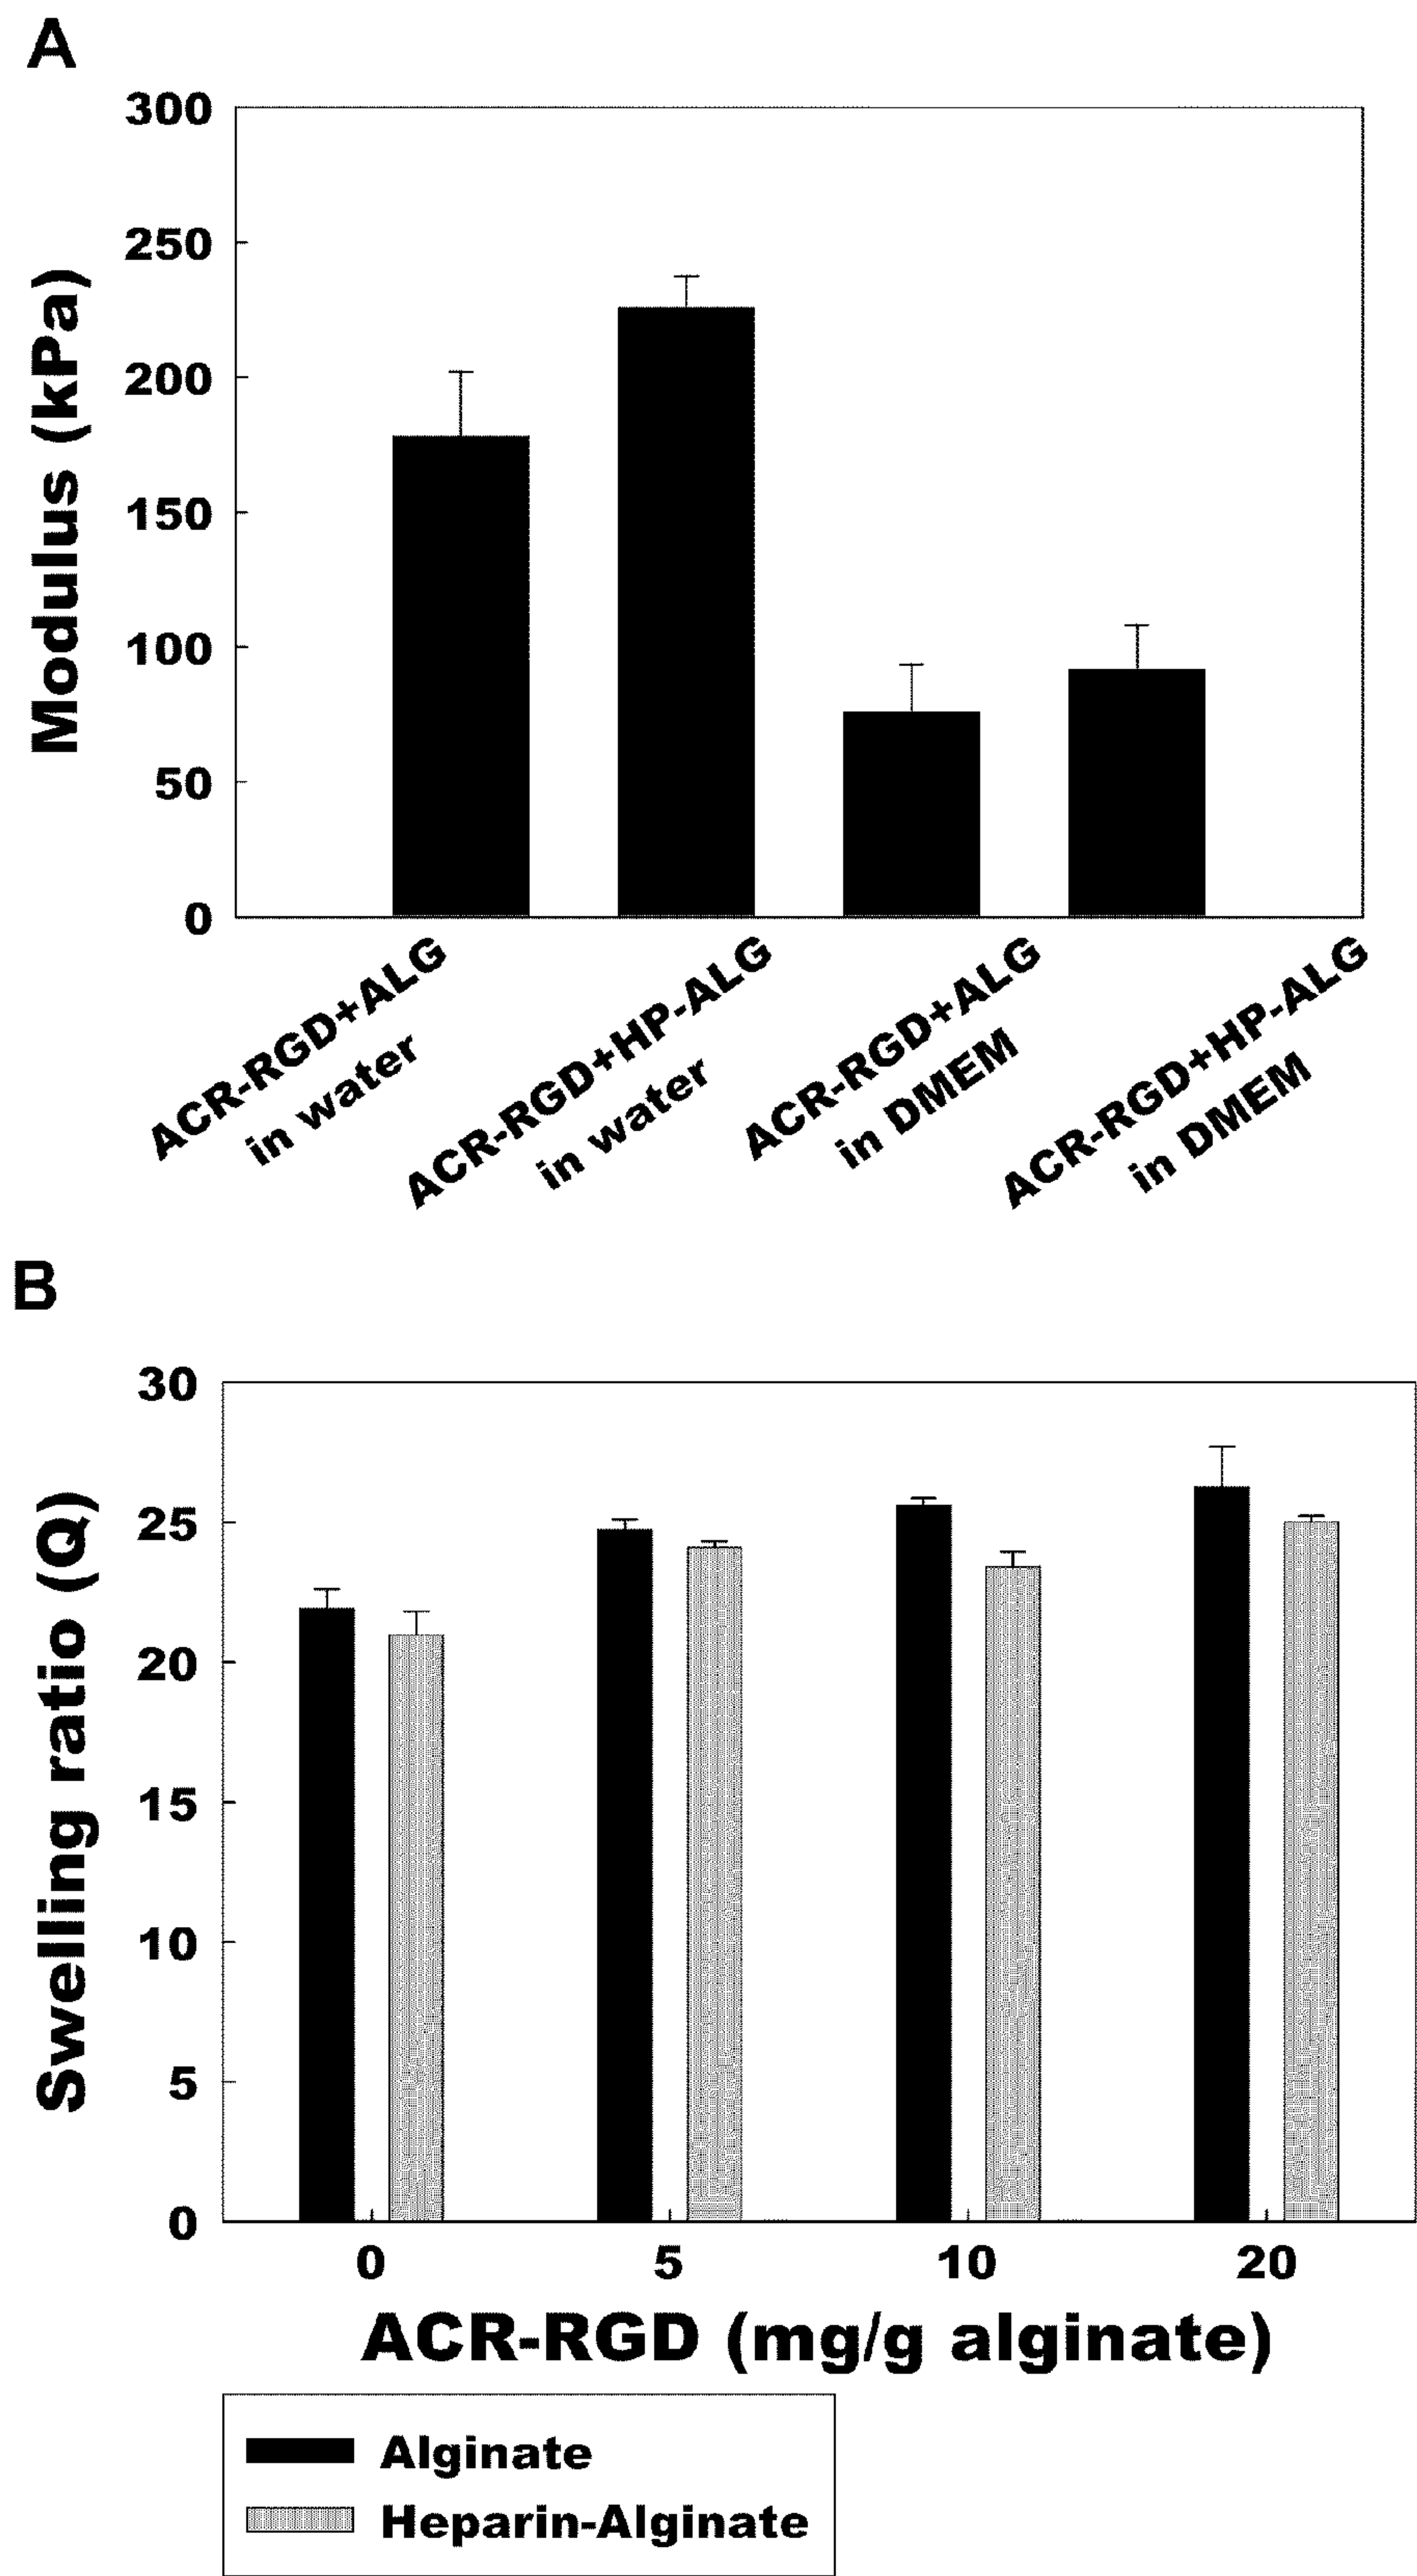 A
300
250
200
150
100
50
0
Modulus (kPa)
ACR-RGD+ALG
in water
ACR-RGD+HP-ALG
in water
ACR-RGD+ALG
in DMEM
ACR-RGD+HP-ALG
in DMEM
B
30
25
20
15
10
5
0
Swelling ratio (Q)
0 5 10 20
ACR-RGD (mg/g alginate)
Alginate
Heparin-Alginate